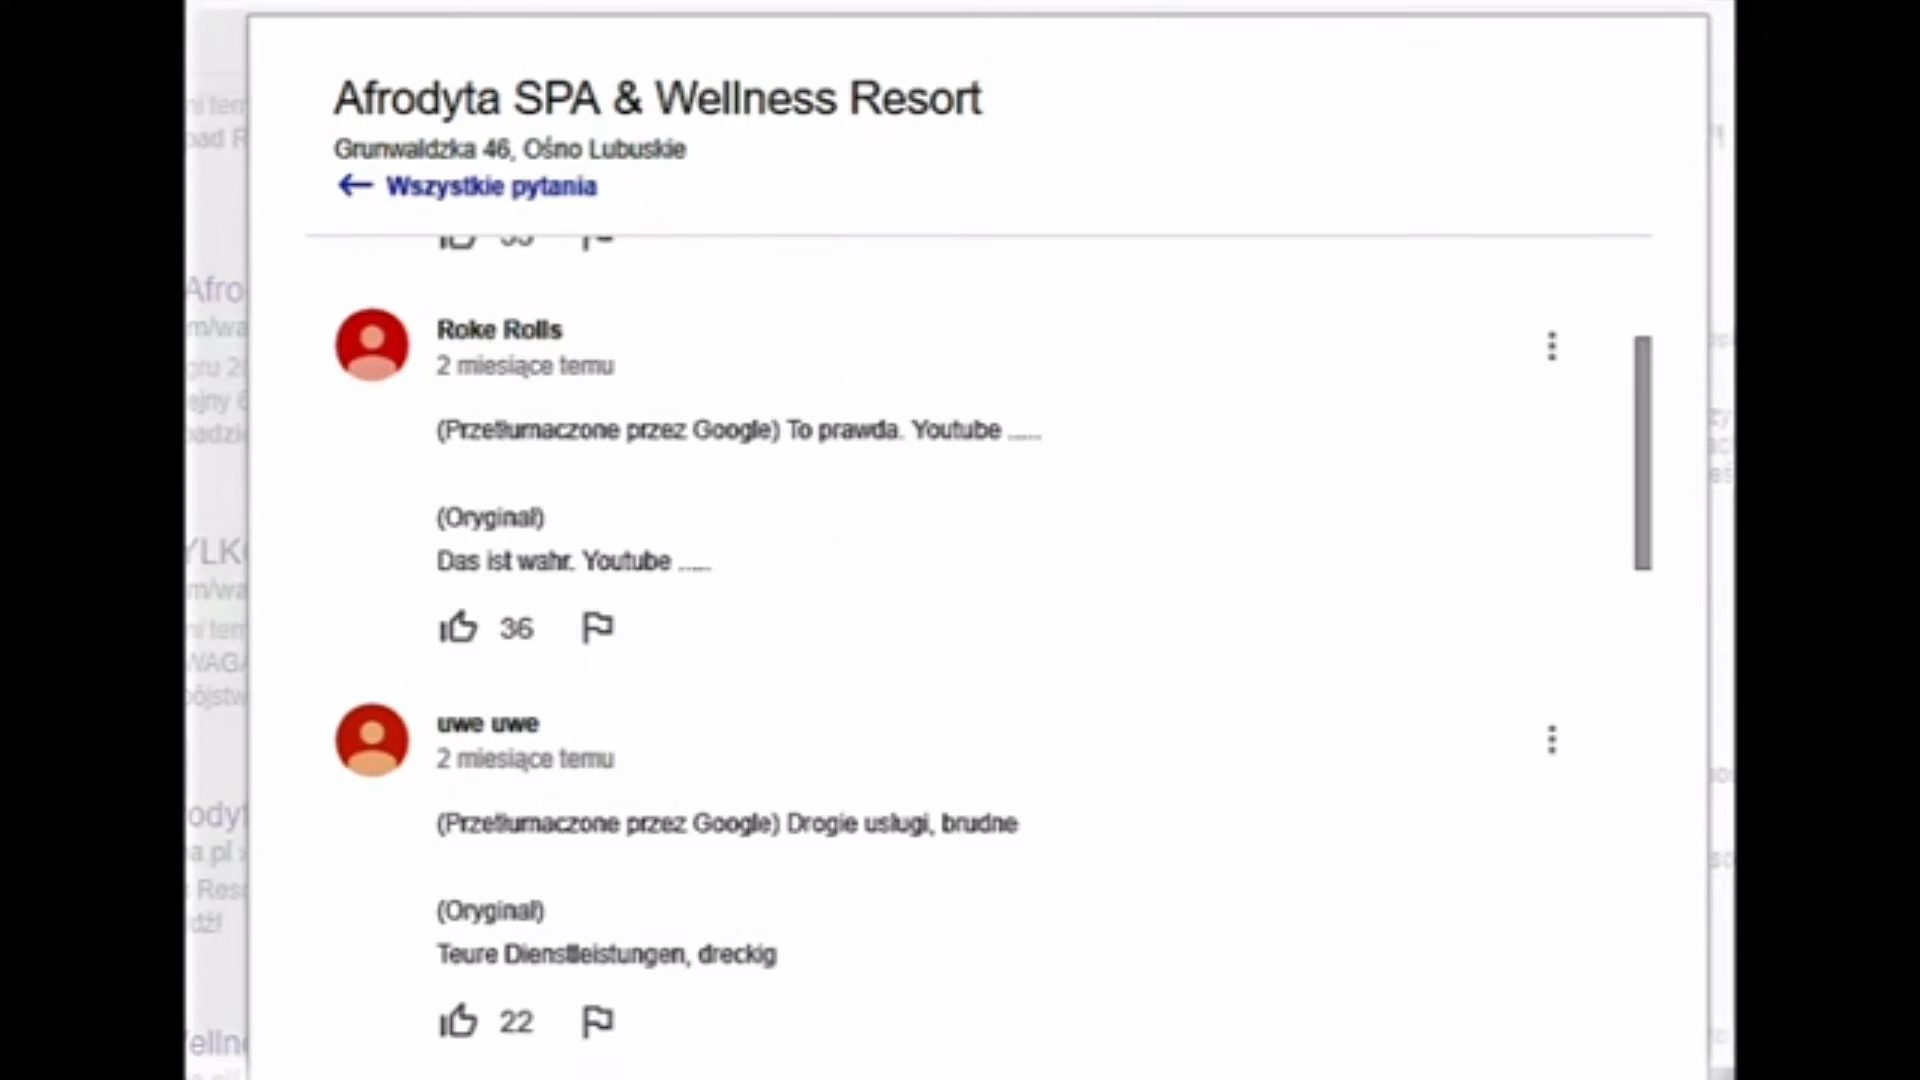 Afrodyta SPA & Wellness Resort
Grunwaldzka 46, Ośno Lubuskie
← Wszystkie pytania
Roke Rolls
2 miesiące temu
(Przetłumaczone przez Google) To prawda. Youtube ......
(Oryginał)
Das ist wahr. Youtube ......
36
uwe uwe
2 miesiące temu
(Przetłumaczone przez Google) Drogie usługi, brudne
(Oryginał)
Teure Dienstleistungen, dreckig
22